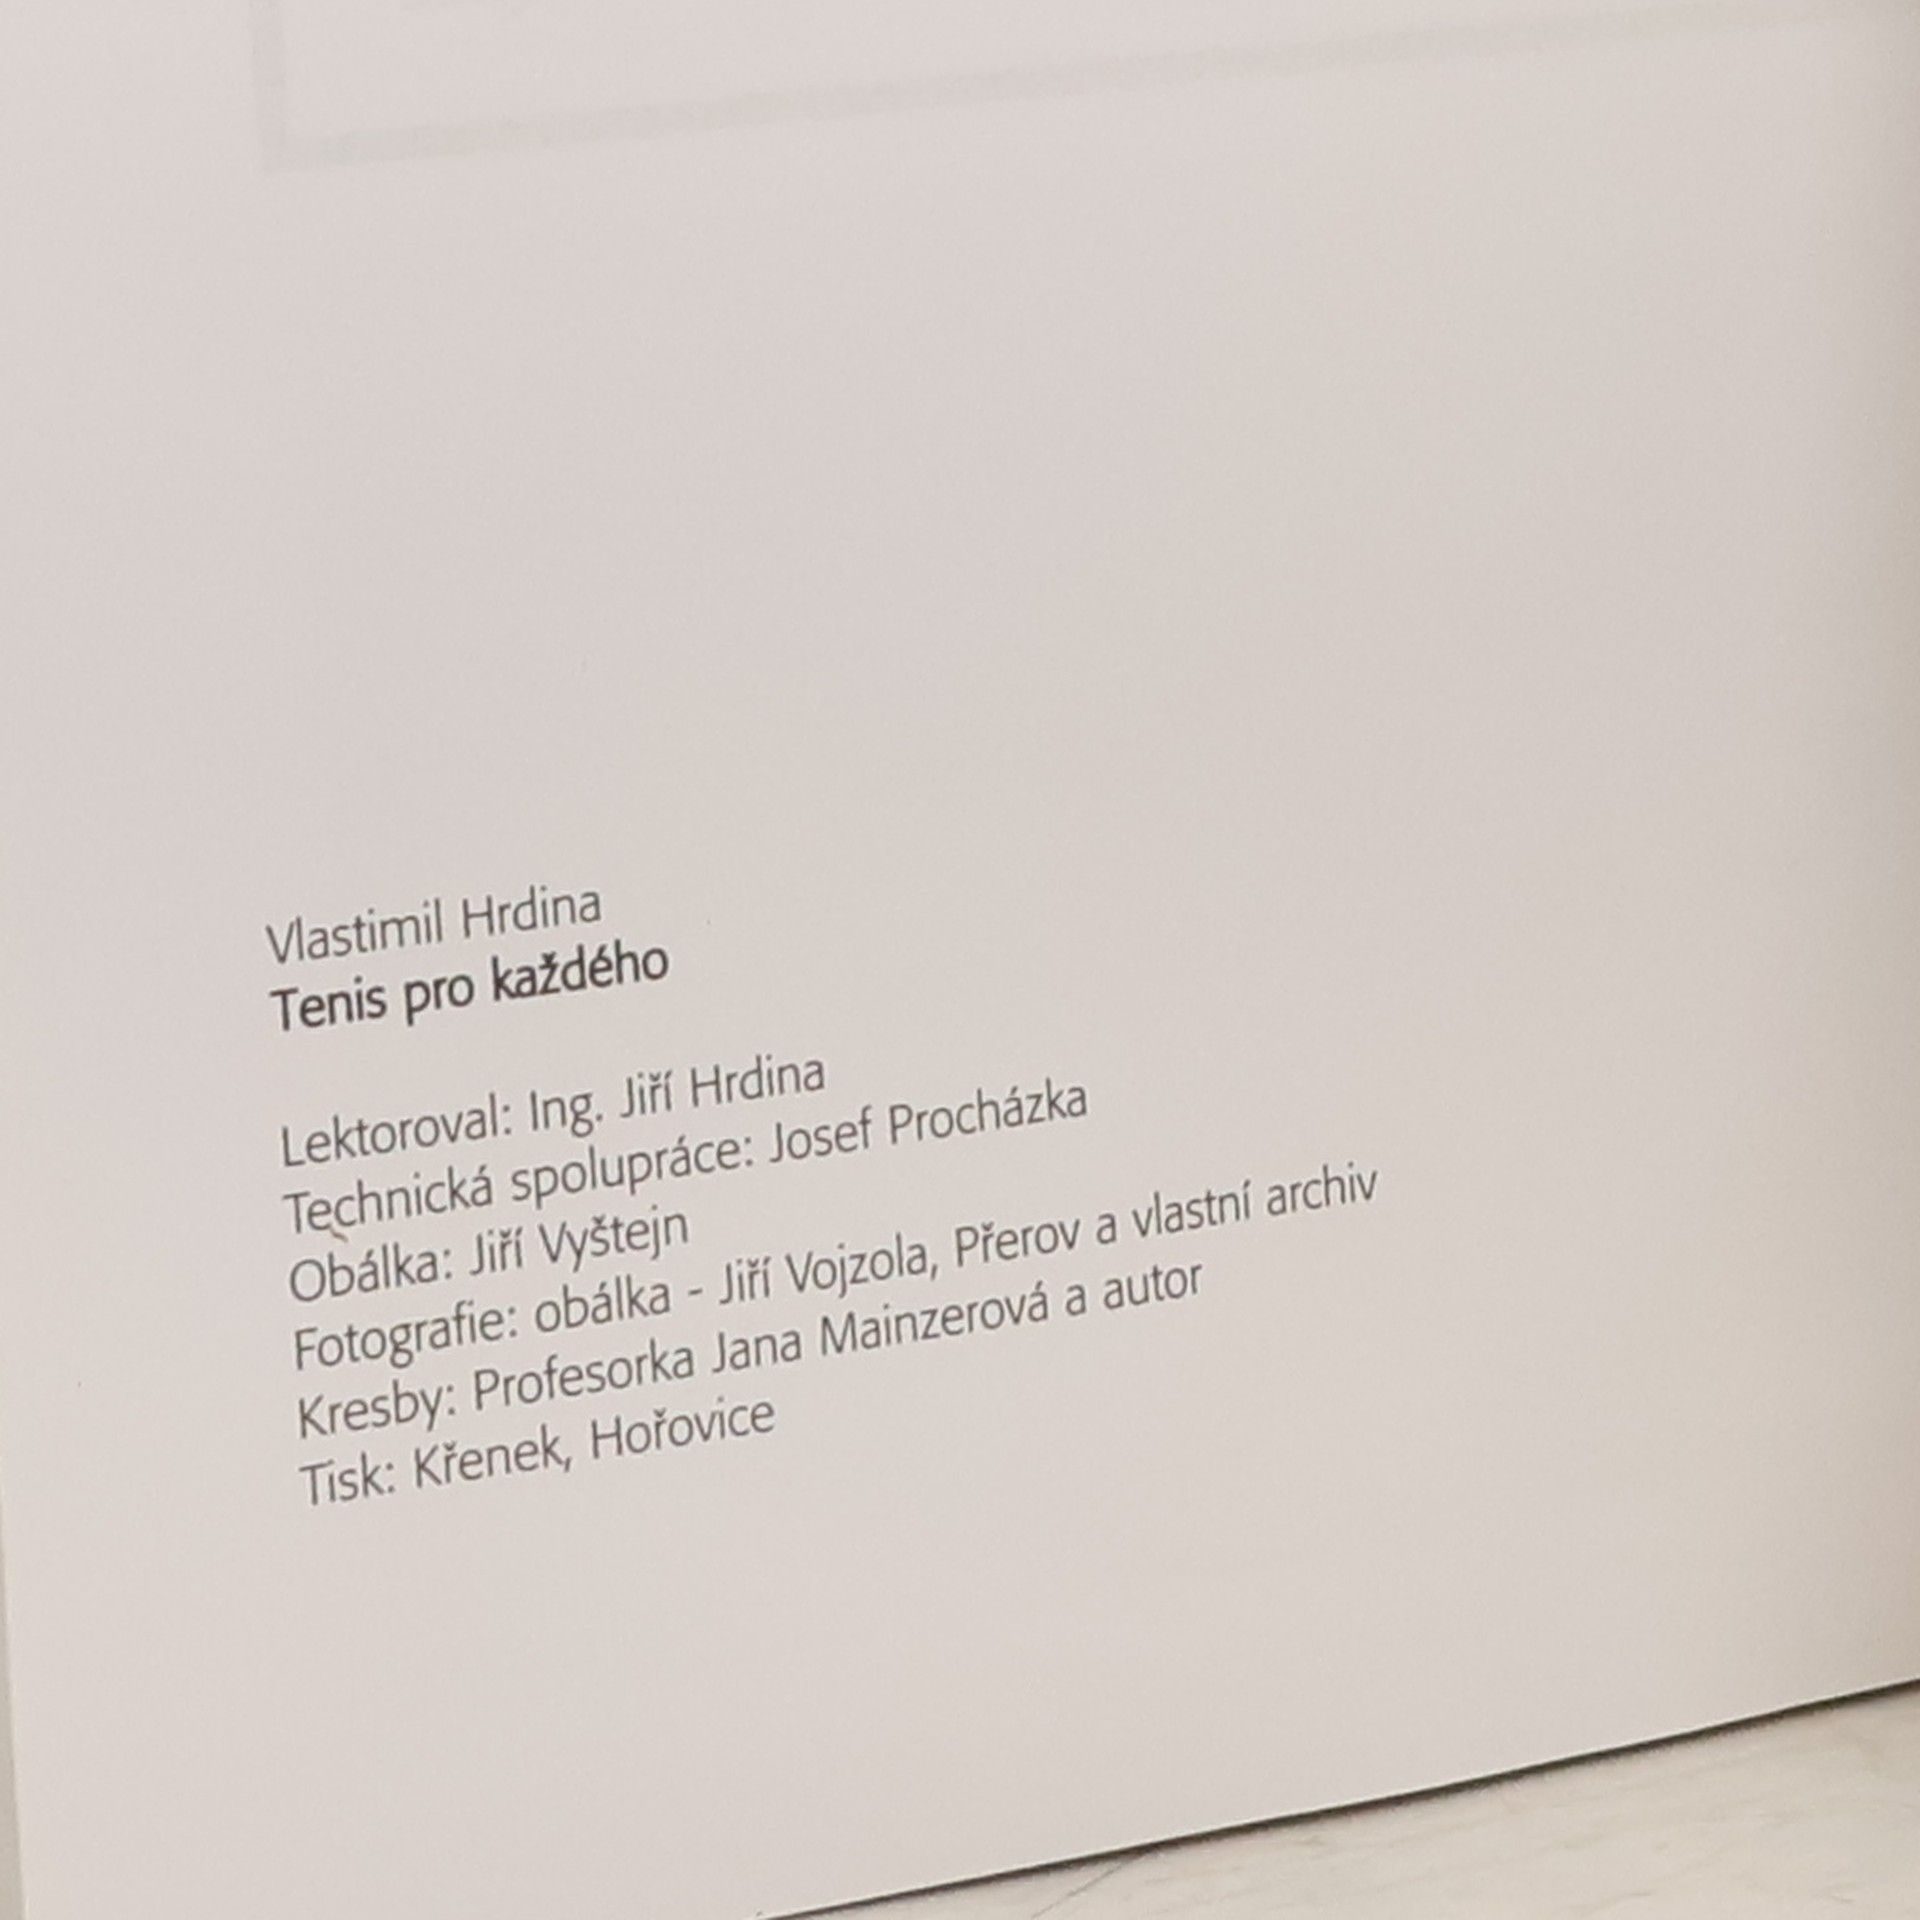 Vlastimil Hrdina
Tenis pro každého
Lektoroval: Ing. Jiří Hrdina
Technická spolupráce: Josef Procházka
Obálka: Jiří Vyštejn
Fotografie: obálka - Jiří Vojzola, Přerov a vlastní archiv
Kresby: Profesorka Jana Mainzerová a autor
Tisk: Křenek, Hořovice